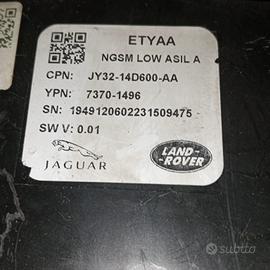 ETYAA
NGSM LOW ASIL A
CPN: JY32-14D600-AA
YPN: 7370-1496
SN: 1949120602231509475
SW V: 0.01
JAGUAR
LAND-
ROVER
subito